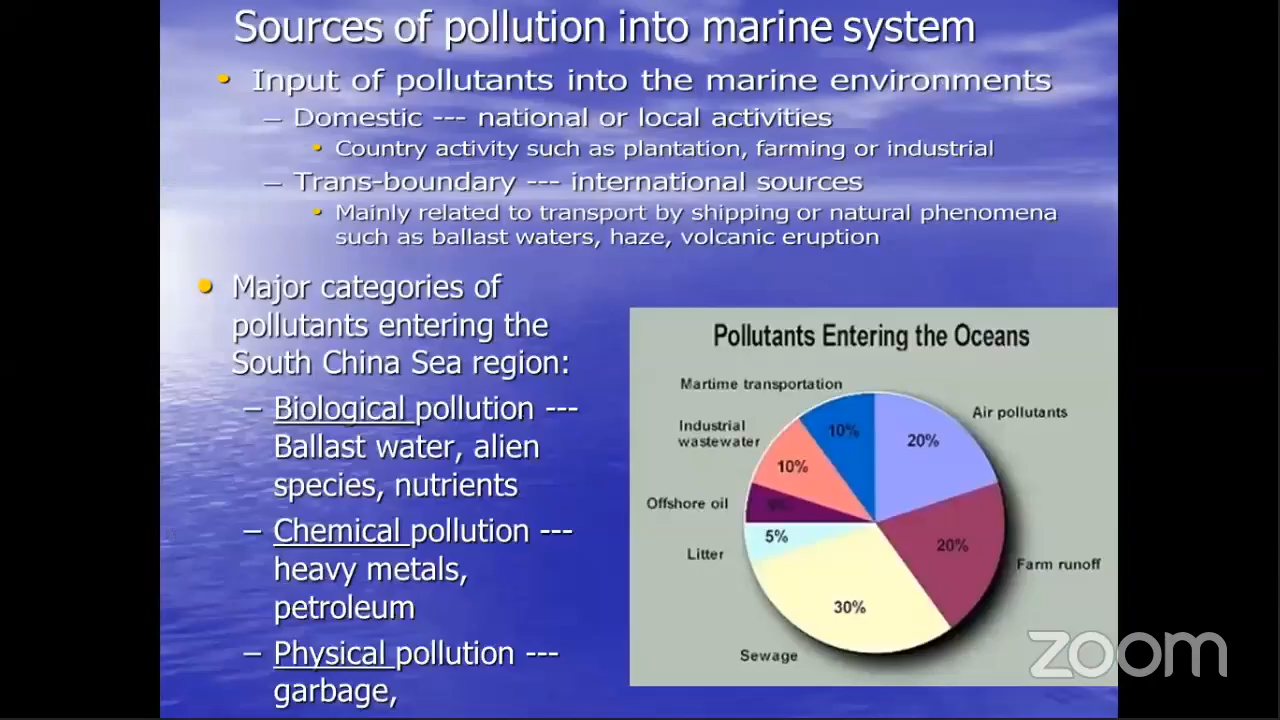 Sources of pollution into marine system
• Input of pollutants into the marine environments
– Domestic --- national or local activities
• Country activity such as plantation, farming or industrial
– Trans-boundary --- international sources
• Mainly related to transport by shipping or natural phenomena
such as ballast waters, haze, volcanic eruption
• Major categories of
pollutants entering the
South China Sea region:
– Biological pollution ---
Ballast water, alien
species, nutrients
– Chemical pollution ---
heavy metals,
petroleum
– Physical pollution ---
garbage,
Pollutants Entering the Oceans
Martime transportation
Air pollutants
Industrial
wastewater
10%
20%
10%
Offshore oil
5%
Litter
20%
Farm runoff
30%
Sewage
zoom